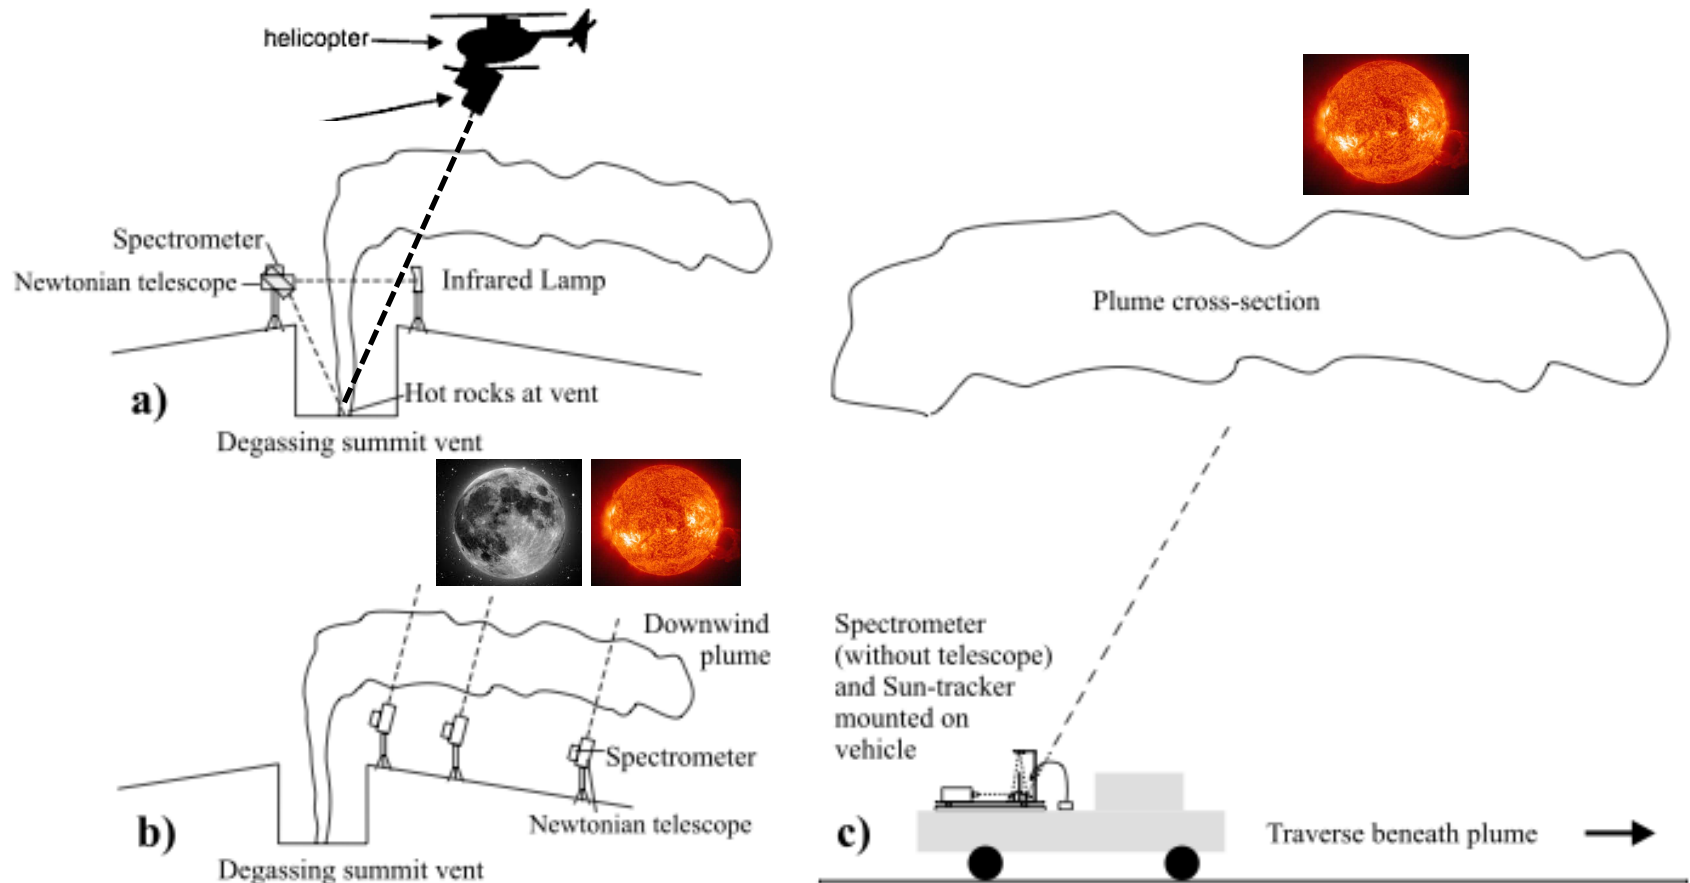 helicopter
Spectrometer
Newtonian telescope
Infrared Lamp
Hot rocks at vent
a)
Degassing summit vent
Downwind
plume
Spectrometer
Newtonian telescope
b)
Degassing summit vent
Plume cross-section
Spectrometer
(without telescope)
and Sun-tracker
mounted on
vehicle
c)
Traverse beneath plume